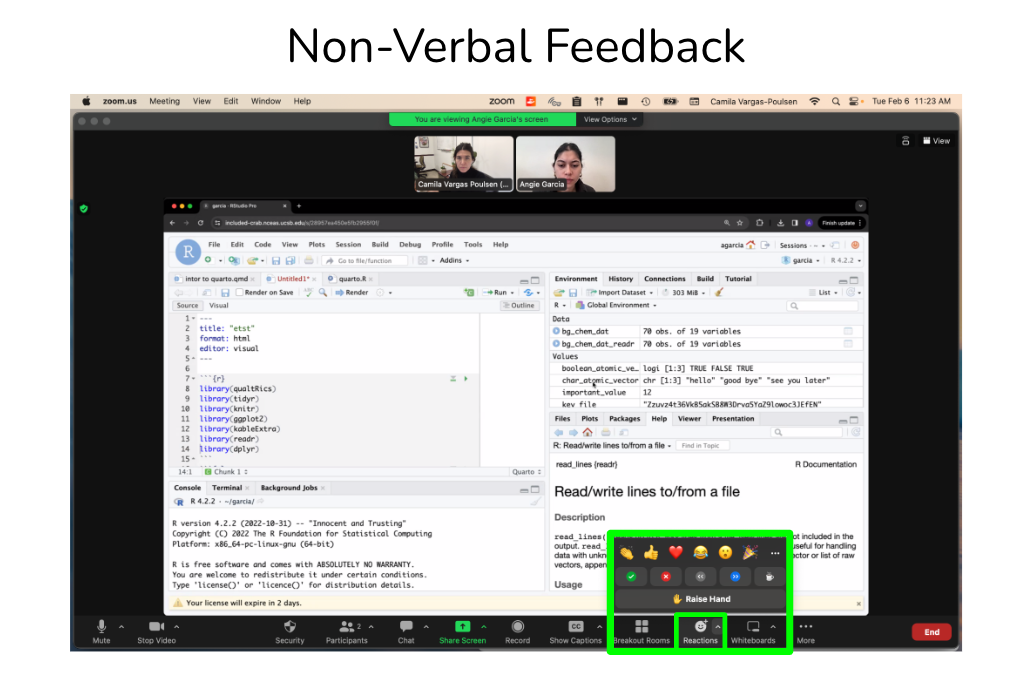 Non-Verbal Feedback
zoom.us Meeting View Edit Window Help zoom Camila Vargas-Poulsen Tue Feb 6 11:23 AM
You are viewing Angie Garcia's screen View Options
View
Camila Vargas Poulsen (... Angie Garcia
garcia - RStudio Pro
Finish update
File Edit Code View Plots Session Build Debug Profile Tools Help agarcia Sessions
Go to file/function Addins garcia R 4.2.2
intor to quarto.qmd Untitled1* quarto.R Environment History Connections Build Tutorial
Render on Save Render Run Import Dataset 303 MiB List
Source Visual Outline R Global Environment
1 ---
2 title: "etst"
3 format: html
4 editor: visual
5 ---
6
7 ```{r}
8 library(qualtRics)
9 library(tidyr)
10 library(knitr)
11 library(ggplot2)
12 library(kableExtra)
13 library(readr)
14 library(dplyr)
15 ```
14:1 Chunk 1 Quarto
Data
bg_chem_dat 70 obs. of 19 variables
bg_chem_dat_readr 70 obs. of 19 variables
Values
boolean_atomic_ve… logi [1:3] TRUE FALSE TRUE
char_atomic_vector chr [1:3] "hello" "good bye" "see you later"
important_value 12
key_file
Files Plots Packages Help Viewer Presentation
R: Read/write lines to/from a file Find in Topic
read_lines {readr} R Documentation
Read/write lines to/from a file
Description
read_lines( ot included in the
output. read_ useful for handling
data with unkn ector or list of raw
vectors, appen
Usage
Console Terminal Background Jobs
R 4.2.2 · ~/garcia/
R version 4.2.2 (2022-10-31) -- "Innocent and Trusting"
Copyright (C) 2022 The R Foundation for Statistical Computing
Platform: x86_64-pc-linux-gnu (64-bit)
R is free software and comes with ABSOLUTELY NO WARRANTY.
You are welcome to redistribute it under certain conditions.
Type 'license()' or 'licence()' for distribution details.
Your license will expire in 2 days.
Raise Hand
Mute Stop Video Security Participants 2 Chat Share Screen Record CC Show Captions Breakout Rooms Reactions Whiteboards More End